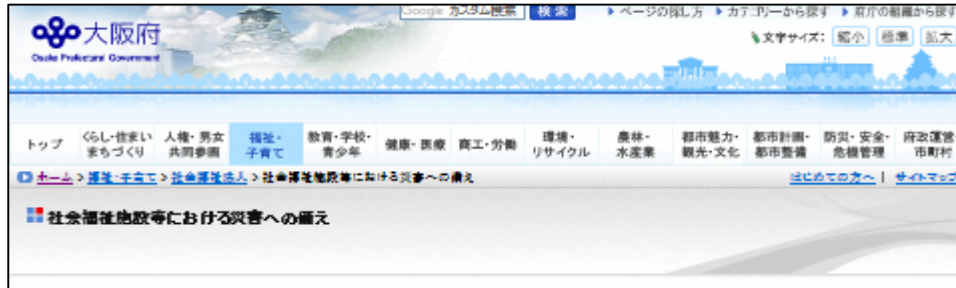 Google カスタム検索 検索 ▶ ページの探し方 ▶ カテゴリーから探す ▶ 府庁の組織から探す
大阪府
Osaka Prefectural Government
文字サイズ: 縮小 標準 拡大
トップ くらし・住まい・まちづくり 人権・男女共同参画 福祉・子育て 教育・学校・青少年 健康・医療 商工・労働 環境・リサイクル 農林・水産業 都市魅力・観光・文化 都市計画・都市整備 防災・安全・危機管理 府政運営・市町村
ホーム > 福祉・子育て > 社会福祉法人 > 社会福祉施設等における災害への備え はじめての方へ | サイトマップ
社会福祉施設等における災害への備え